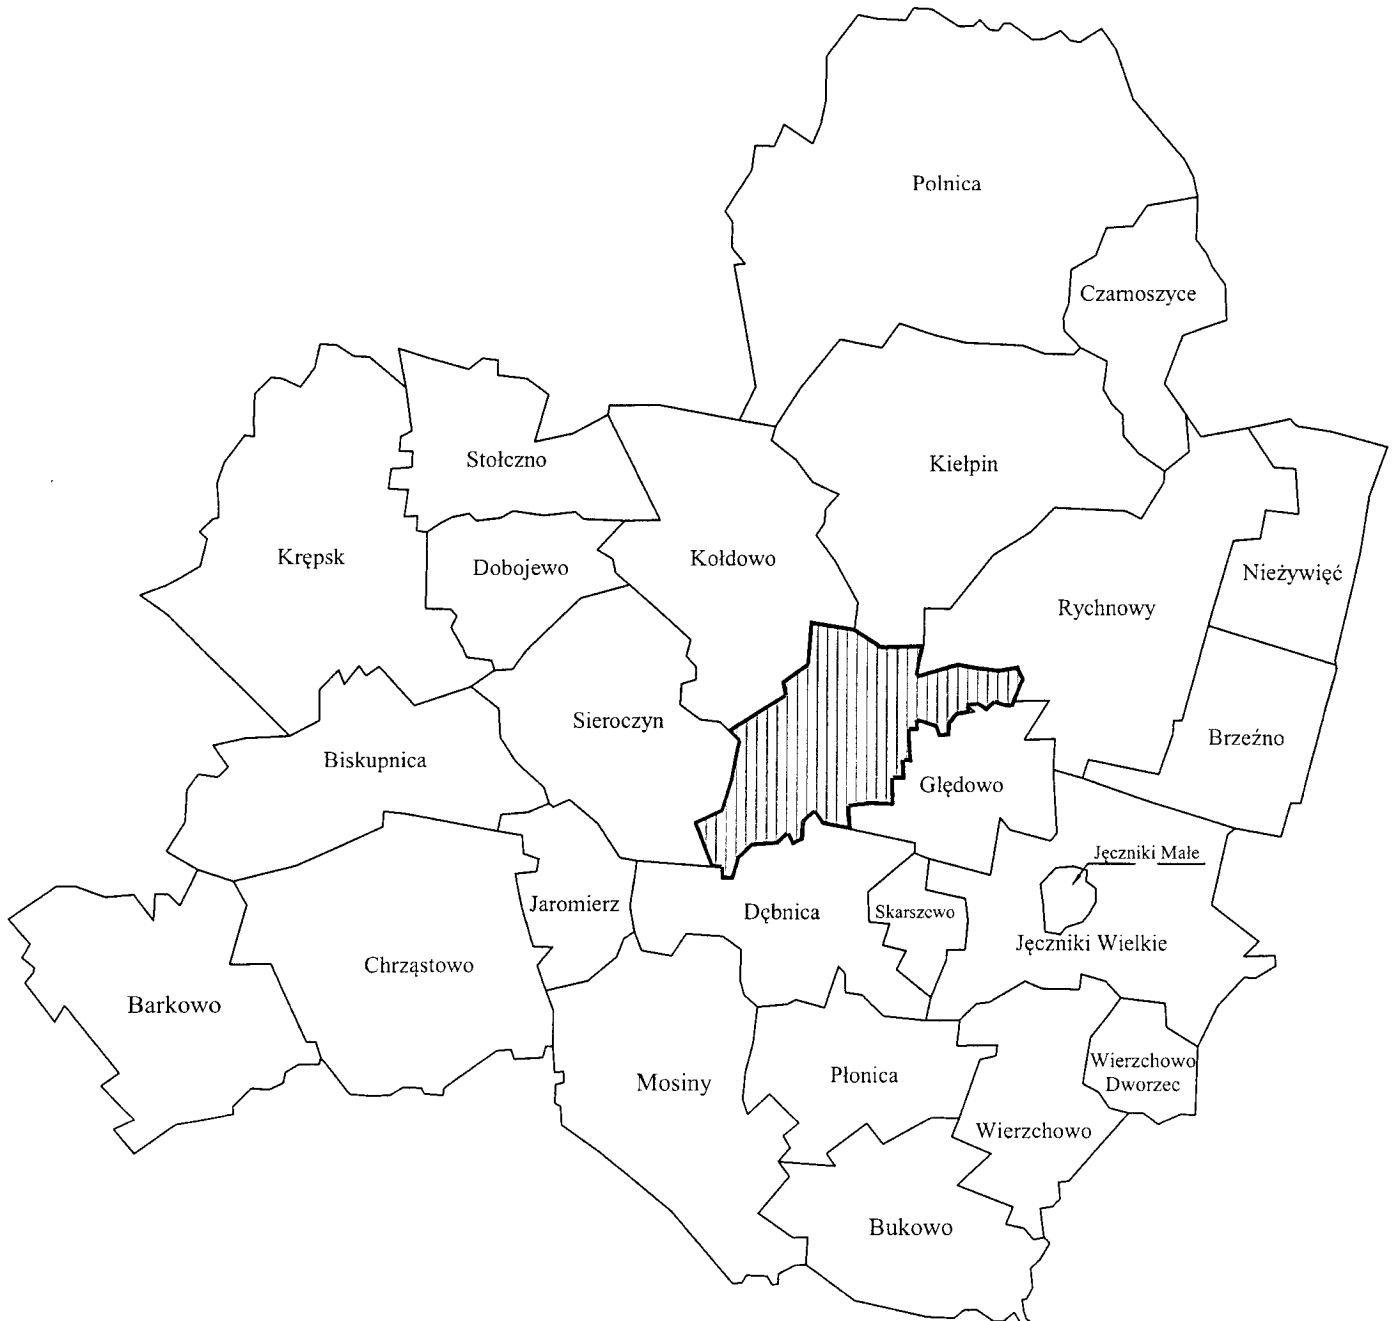 Polnica
Czarnoszyce
Stołczno
Kiełpin
Krępsk
Dobojewo
Kołdowo
Nieżywięć
Rychnowy
Sieroczyn
Brzeźno
Biskupnica
Ględowo
Jęczniki Małe
Jaromierz
Dębnica
Skarszewo
Jęczniki Wielkie
Chrząstowo
Barkowo
Mosiny
Płonica
Wierzchowo
Dworzec
Wierzchowo
Bukowo